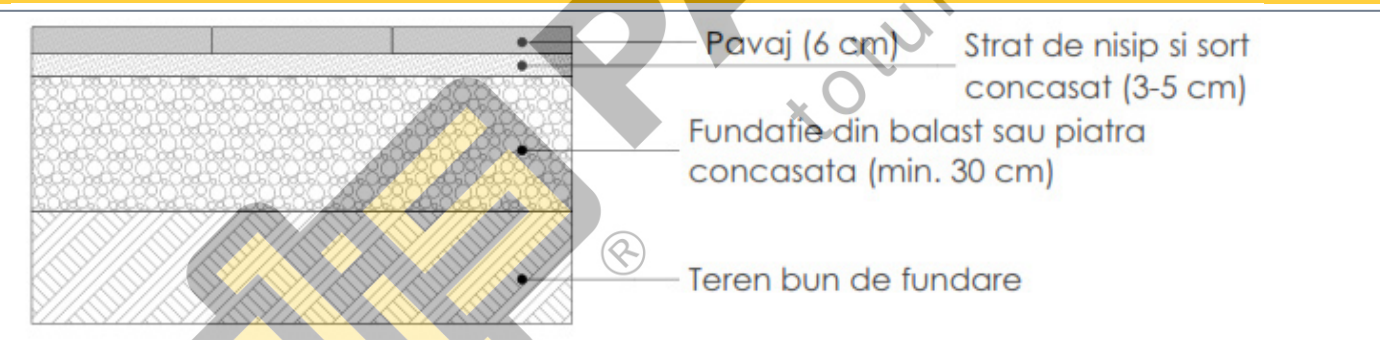 Pavaj (6 cm)
Strat de nisip si sort
concasat (3-5 cm)
Fundatie din balast sau piatra
concasata (min. 30 cm)
Teren bun de fundare
®